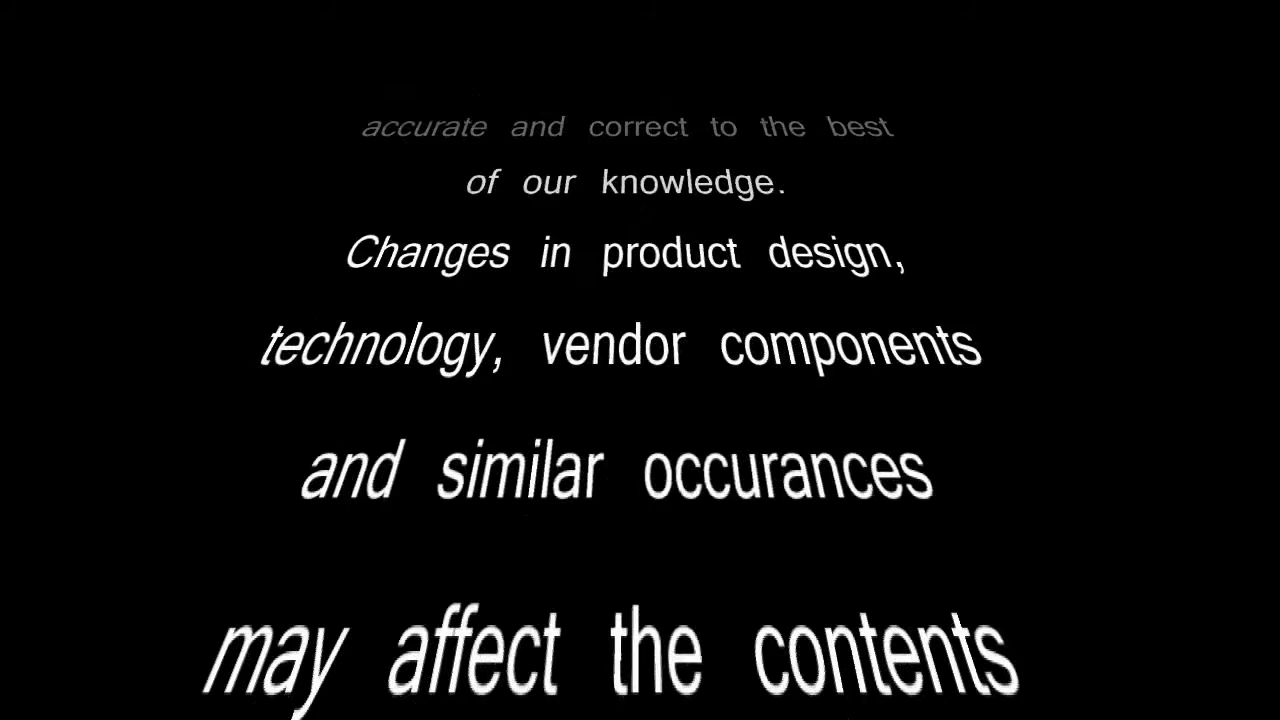 accurate and correct to the best
of our knowledge.
Changes in product design,
technology, vendor components
and similar occurances
may affect the contents